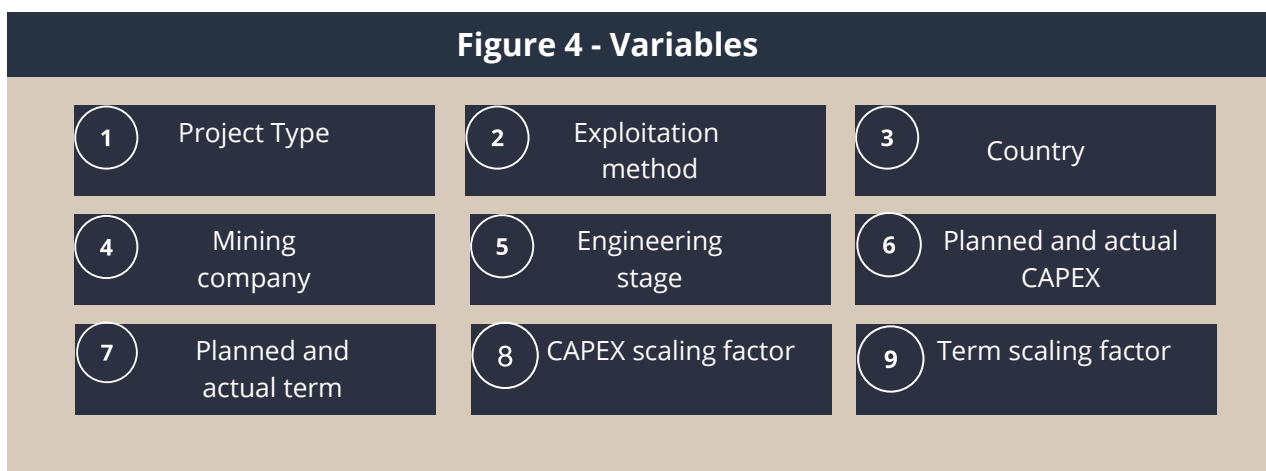 Figure 4 - Variables
1 Project Type
2 Exploitation
method
3 Country
4 Mining
company
5 Engineering
stage
6 Planned and actual
CAPEX
7 Planned and
actual term
8 CAPEX scaling factor
9 Term scaling factor